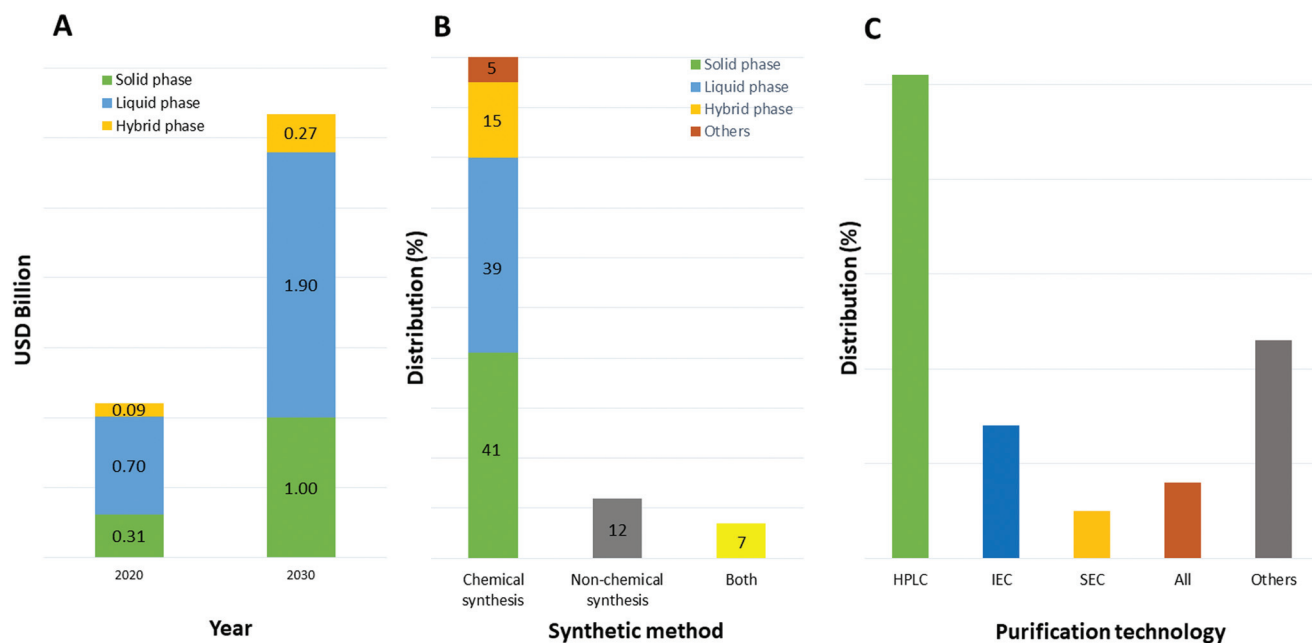 A
Solid phase
Liquid phase
Hybrid phase
USD Billion
0.27
1.90
1.00
0.09
0.70
0.31
2020
2030
Year
B
Solid phase
Liquid phase
Hybrid phase
Others
Distribution (%)
5
15
39
41
12
7
Chemical
synthesis
Non-chemical
synthesis
Both
Synthetic method
C
Distribution (%)
HPLC
IEC
SEC
All
Others
Purification technology